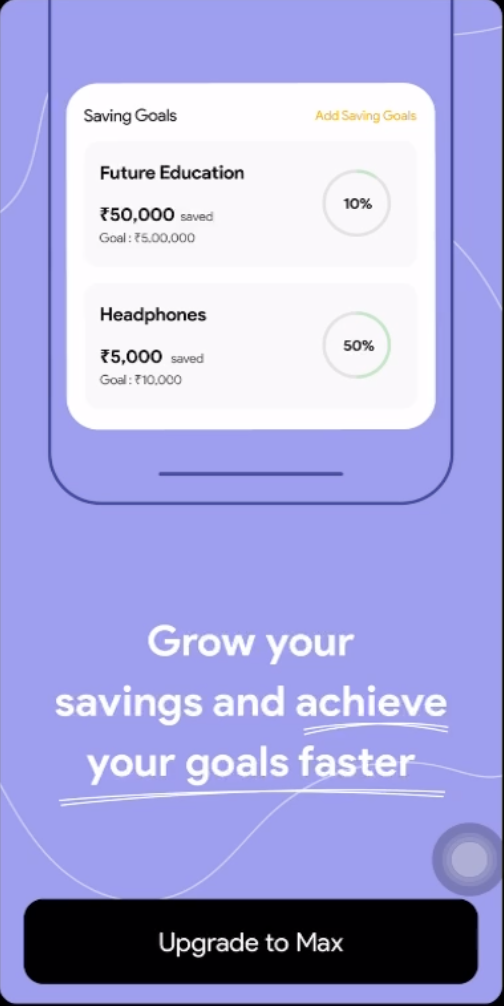 Saving Goals
Add Saving Goals
Future Education
₹50,000 saved
Goal : ₹5,00,000
10%
Headphones
₹5,000 saved
Goal : ₹10,000
50%
Grow your
savings and achieve
your goals faster
Upgrade to Max